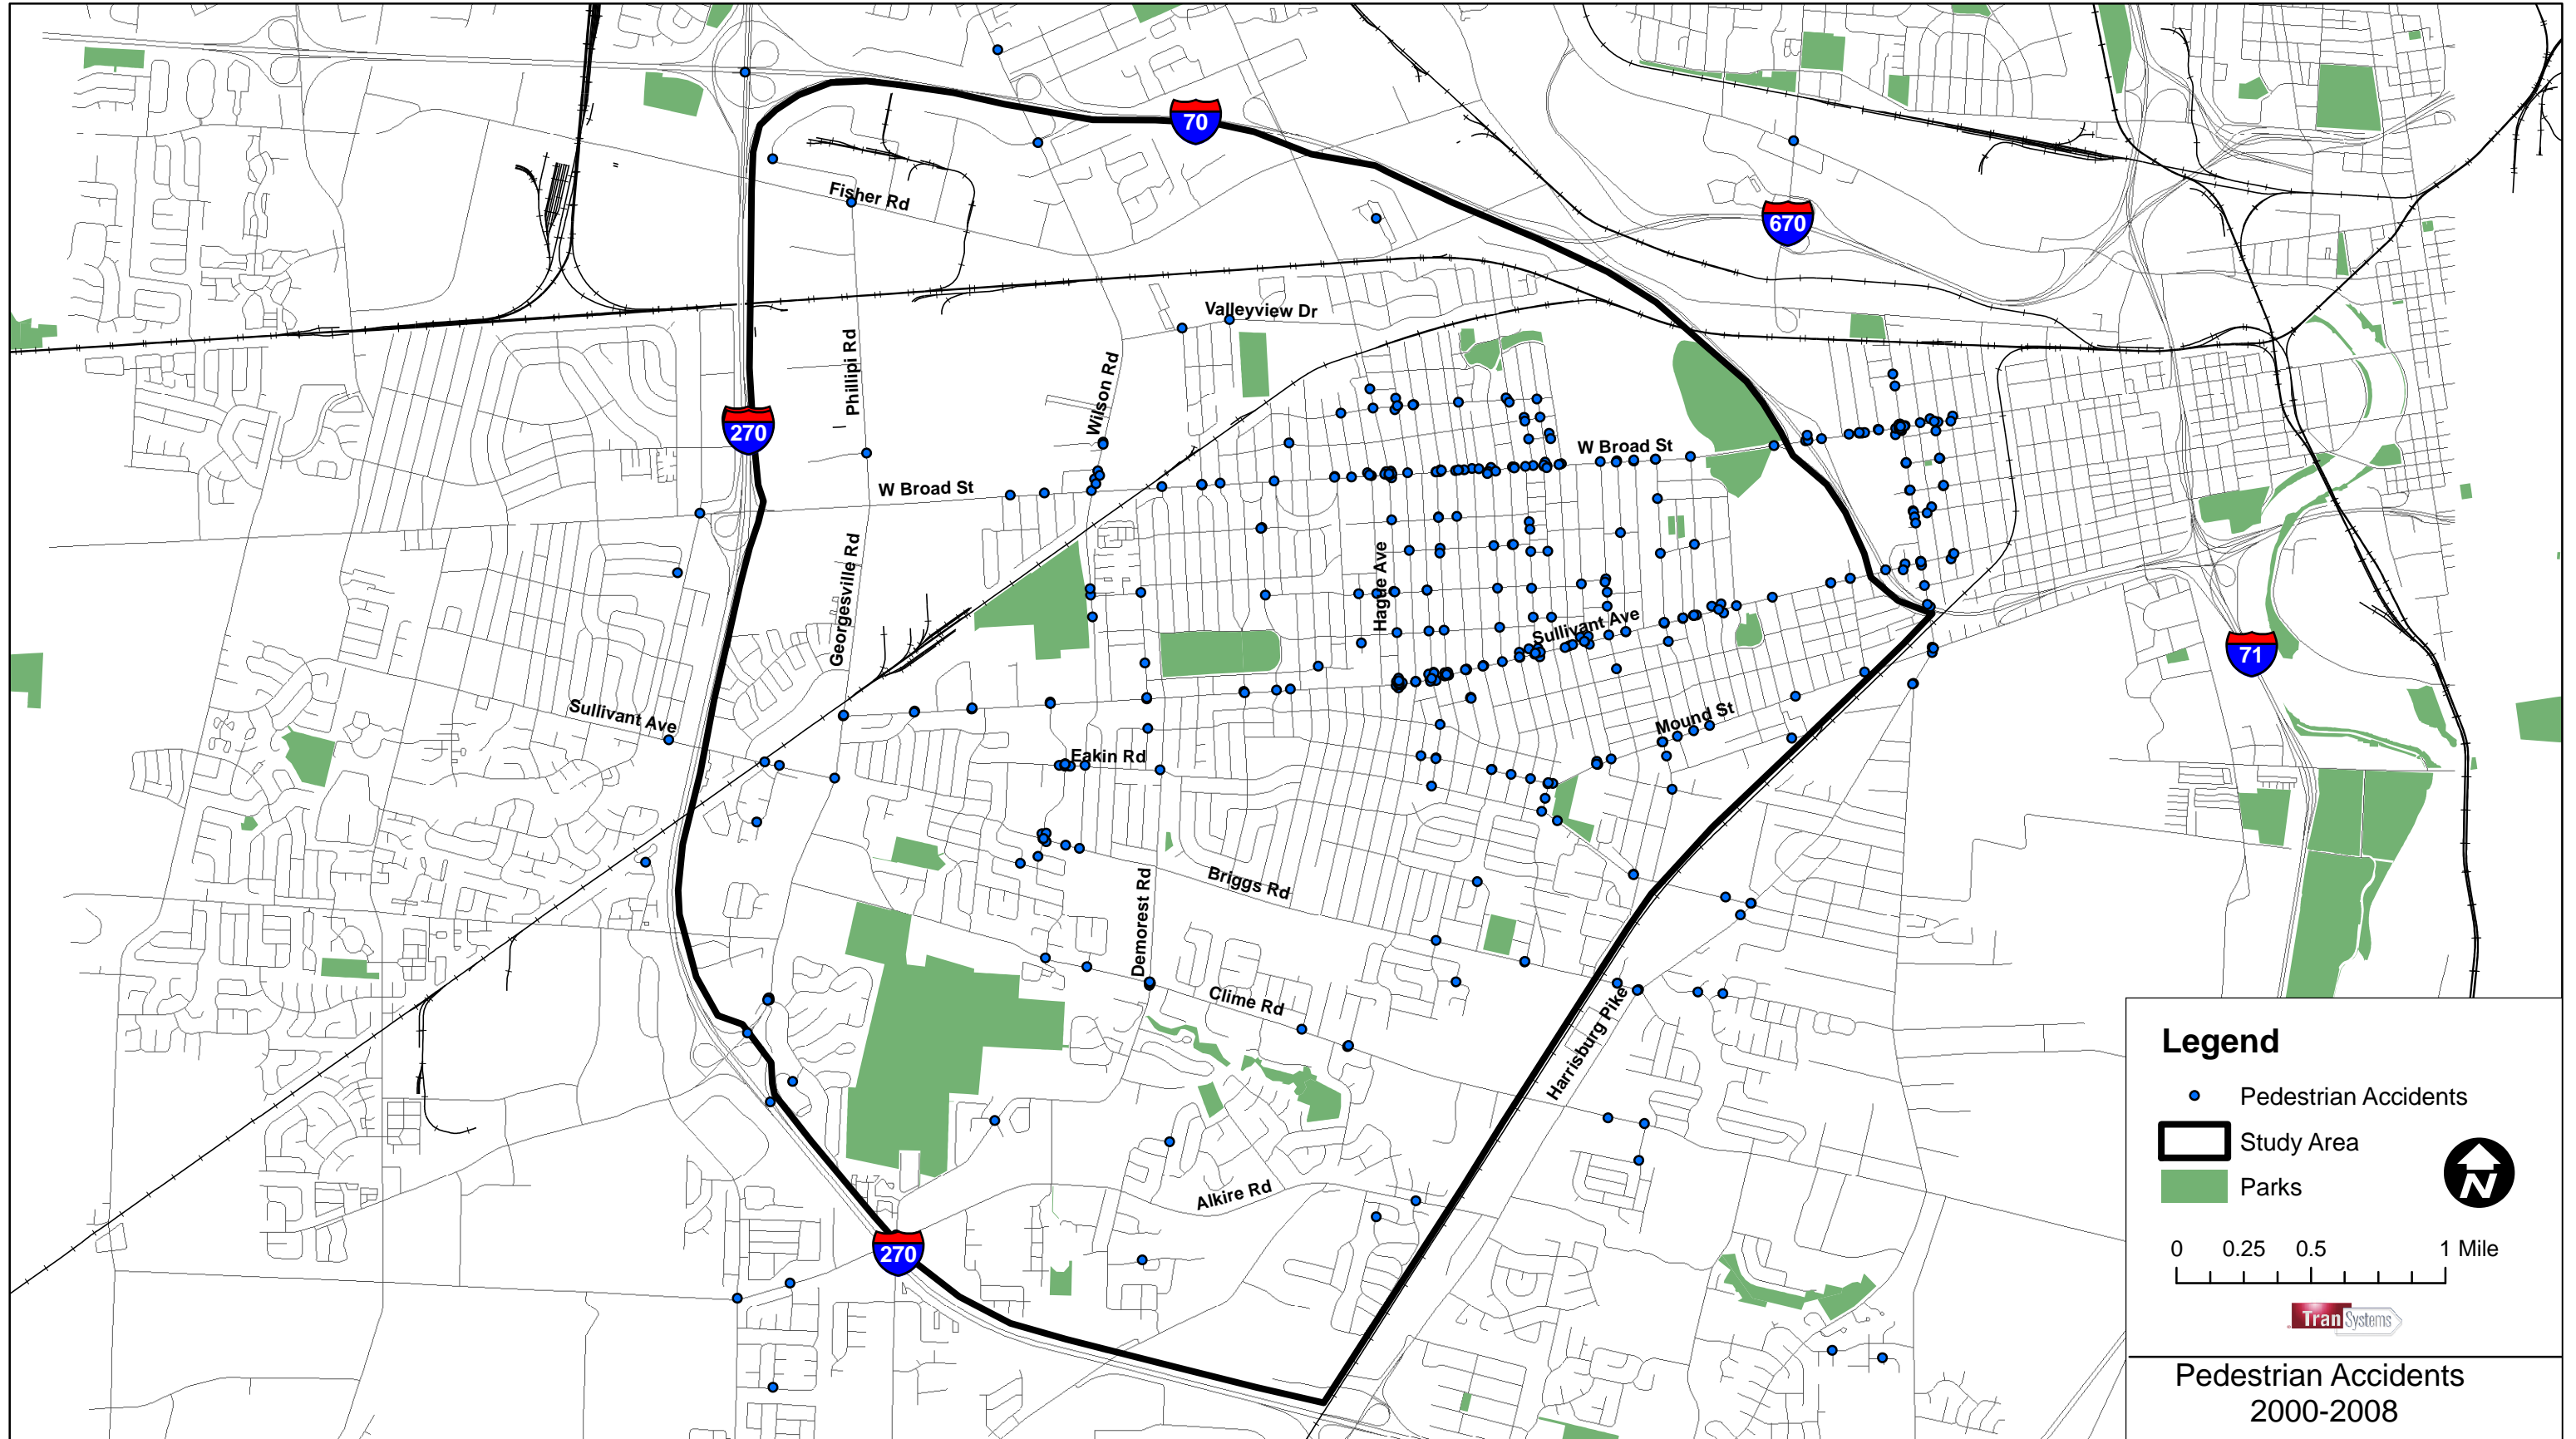 70
Fisher Rd
670
Valleyview Dr
Phillipi Rd
Wilson Rd
270
W Broad St
W Broad St
Georgesville Rd
Hague Ave
Sullivant Ave
71
Sullivant Ave
Mound St
Eakin Rd
Briggs Rd
Demorest Rd
Clime Rd
Harrisburg Pike
Alkire Rd
270
Legend
Pedestrian Accidents
Study Area
Parks
N
0 0.25 0.5 1 Mile
TranSystems
Pedestrian Accidents
2000-2008